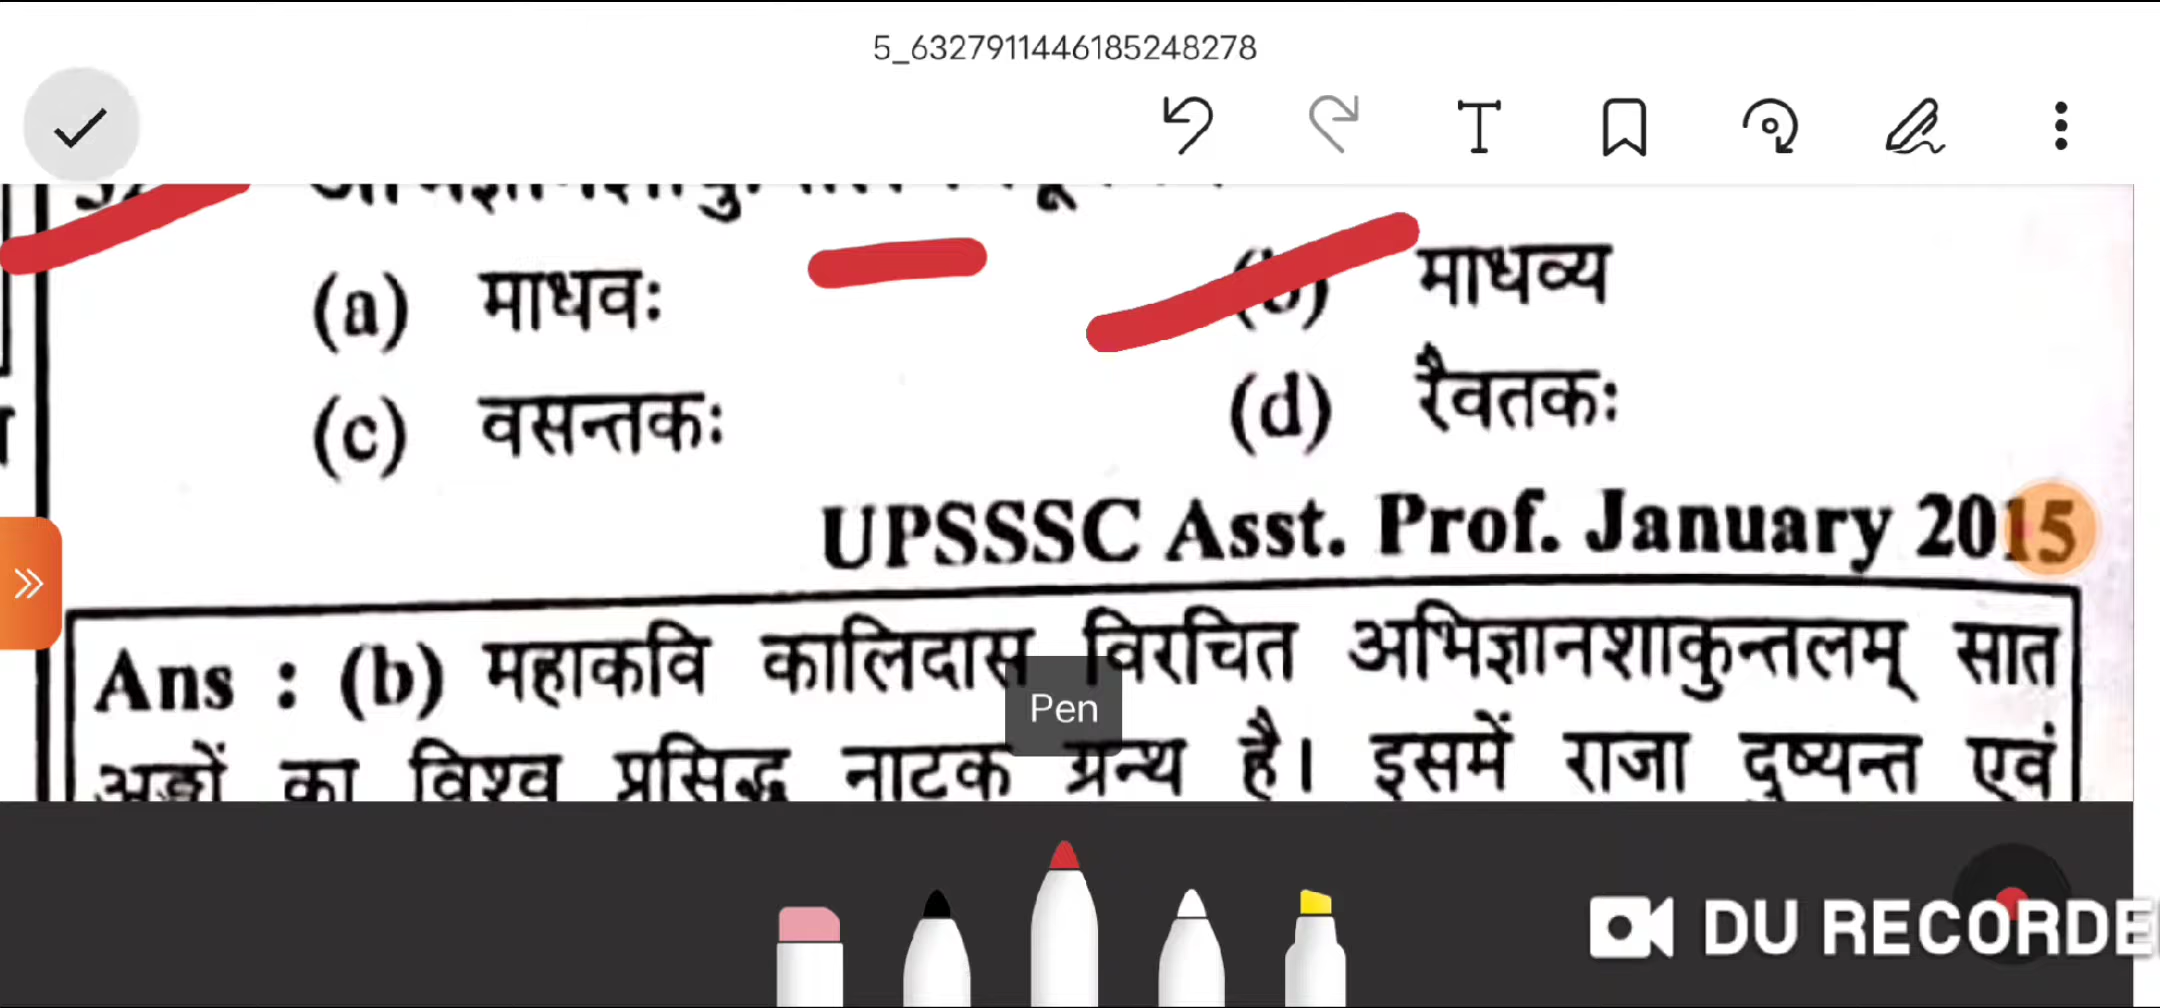 5_6327911446185248278
(a) माधवः (b) माधव्य
(c) वसन्तकः (d) रैवतकः
UPSSSC Asst. Prof. January 2015
Ans : (b) महाकवि कालिदास विरचित अभिज्ञानशाकुन्तलम् सात
अङ्कों का विश्व प्रसिद्ध नाटक ग्रन्थ है। इसमें राजा दुष्यन्त एवं
Pen
DU RECORDE